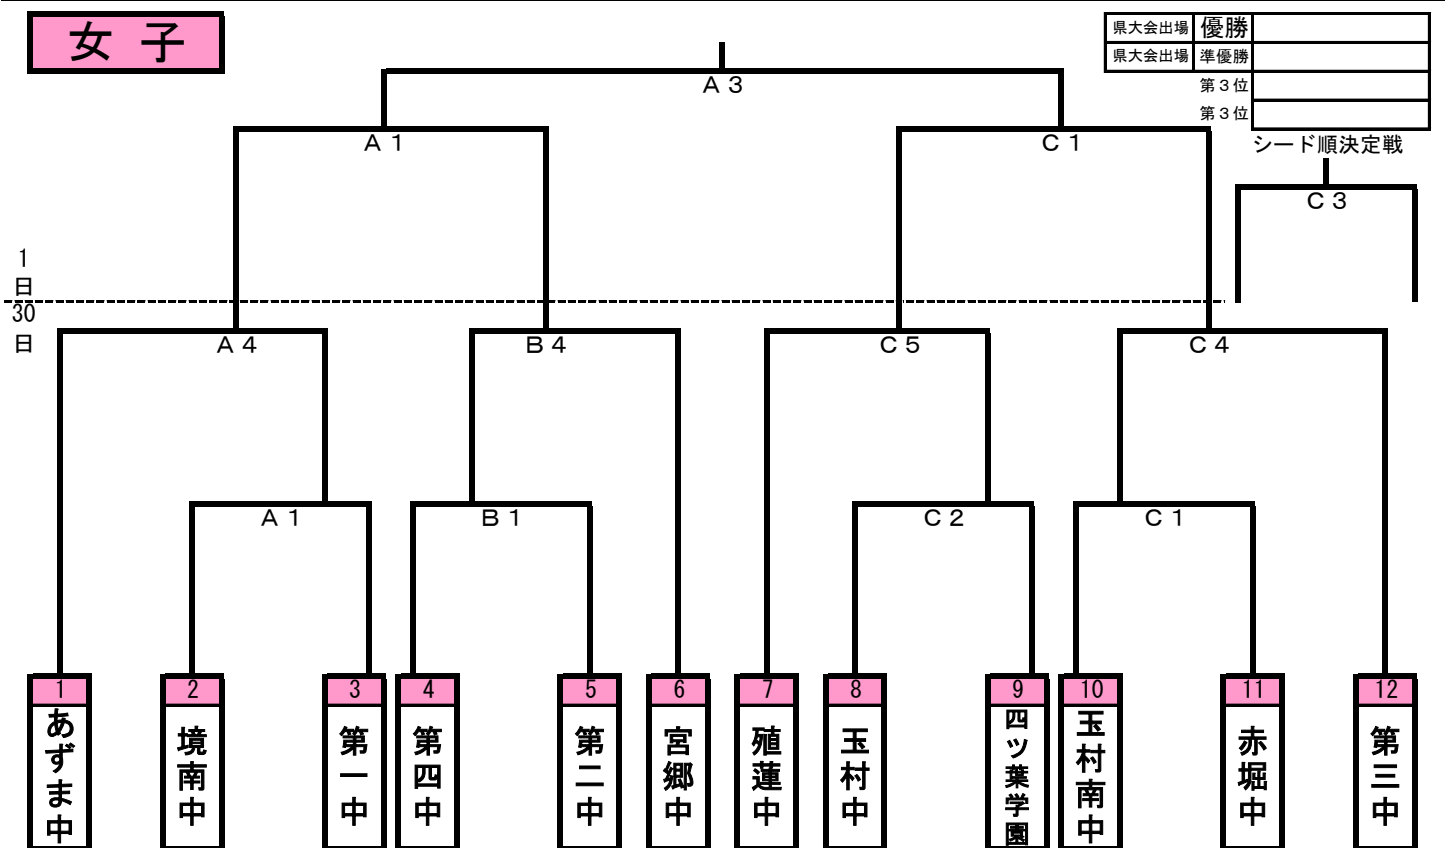 女子
県大会出場 優勝
県大会出場 準優勝
第3位
第3位
シード順決定戦
A3
A1
C1
C3
1日
30日
A4
B4
C5
C4
A1
B1
C2
C1
1 あずま中
2 境南中
3 第一中
4 第四中
5 第二中
6 宮郷中
7 殖蓮中
8 玉村中
9 四ツ葉学園
10 玉村南中
11 赤堀中
12 第三中